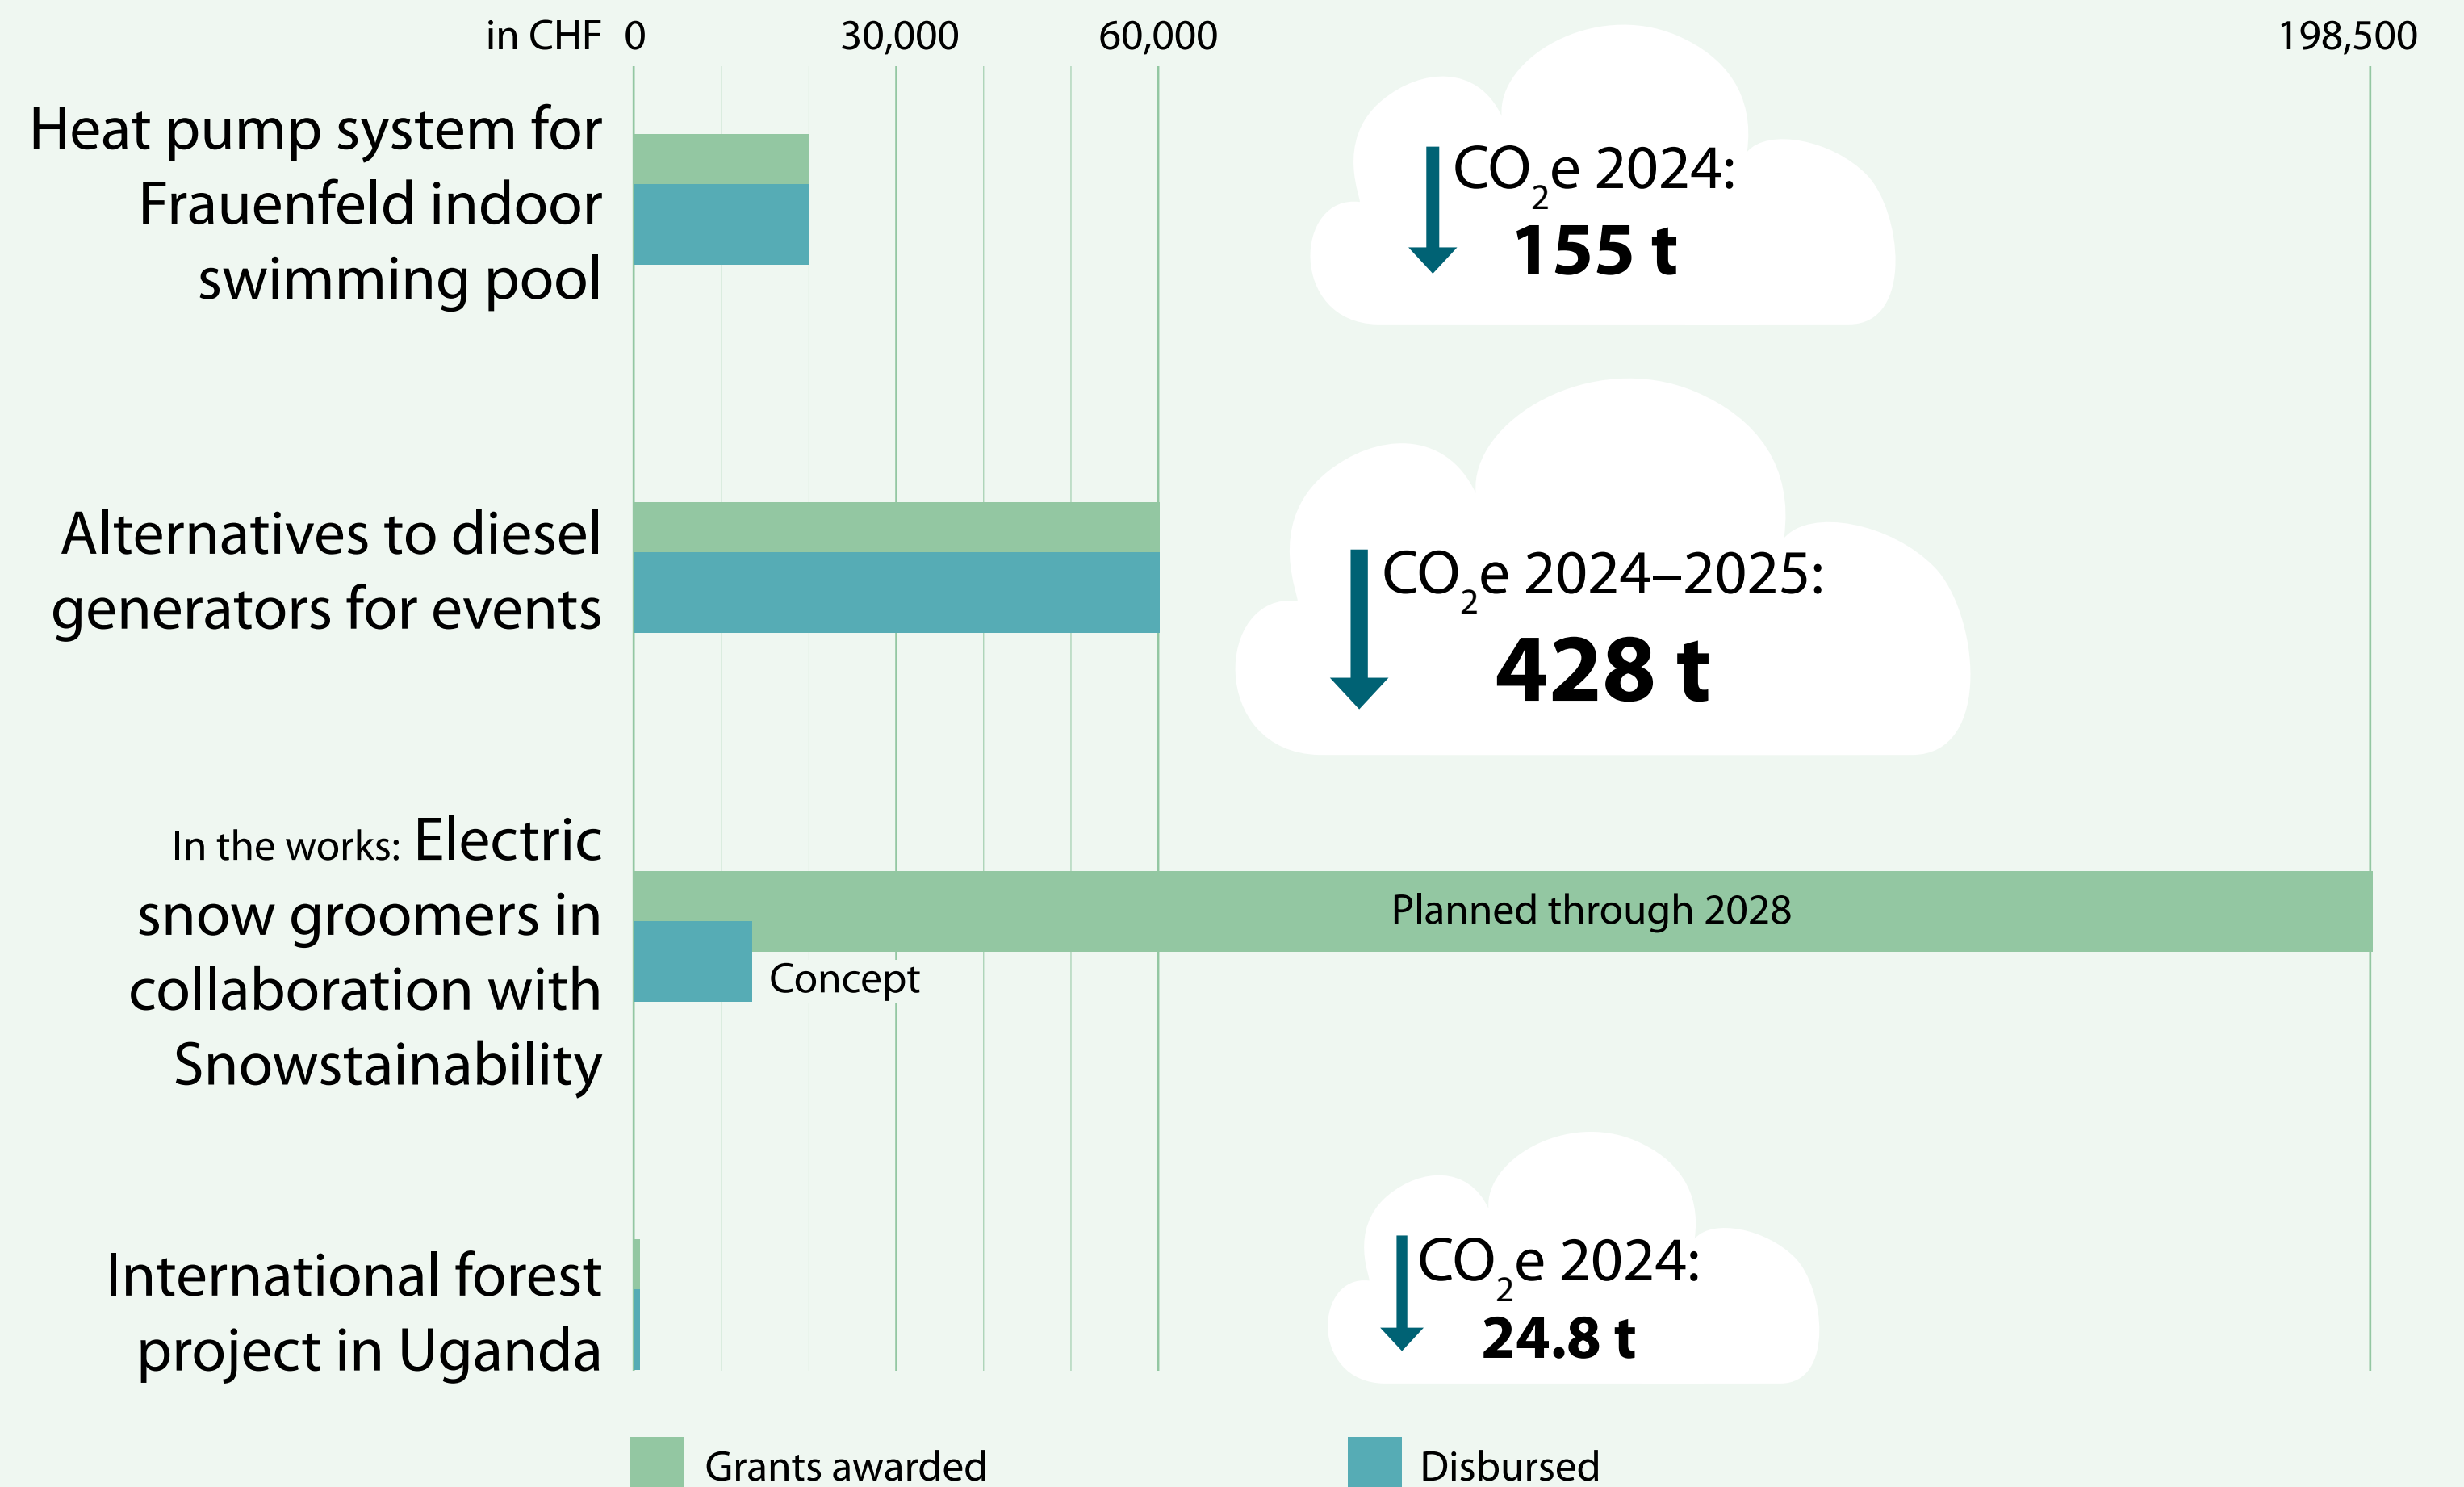 in CHF 0 30,000 60,000 198,500
Heat pump system for
Frauenfeld indoor
swimming pool
CO₂e 2024:
155 t
Alternatives to diesel
generators for events
CO₂e 2024–2025:
428 t
In the works: Electric
snow groomers in
collaboration with
Snowstainability
Planned through 2028
Concept
International forest
project in Uganda
CO₂e 2024:
24.8 t
Grants awarded
Disbursed